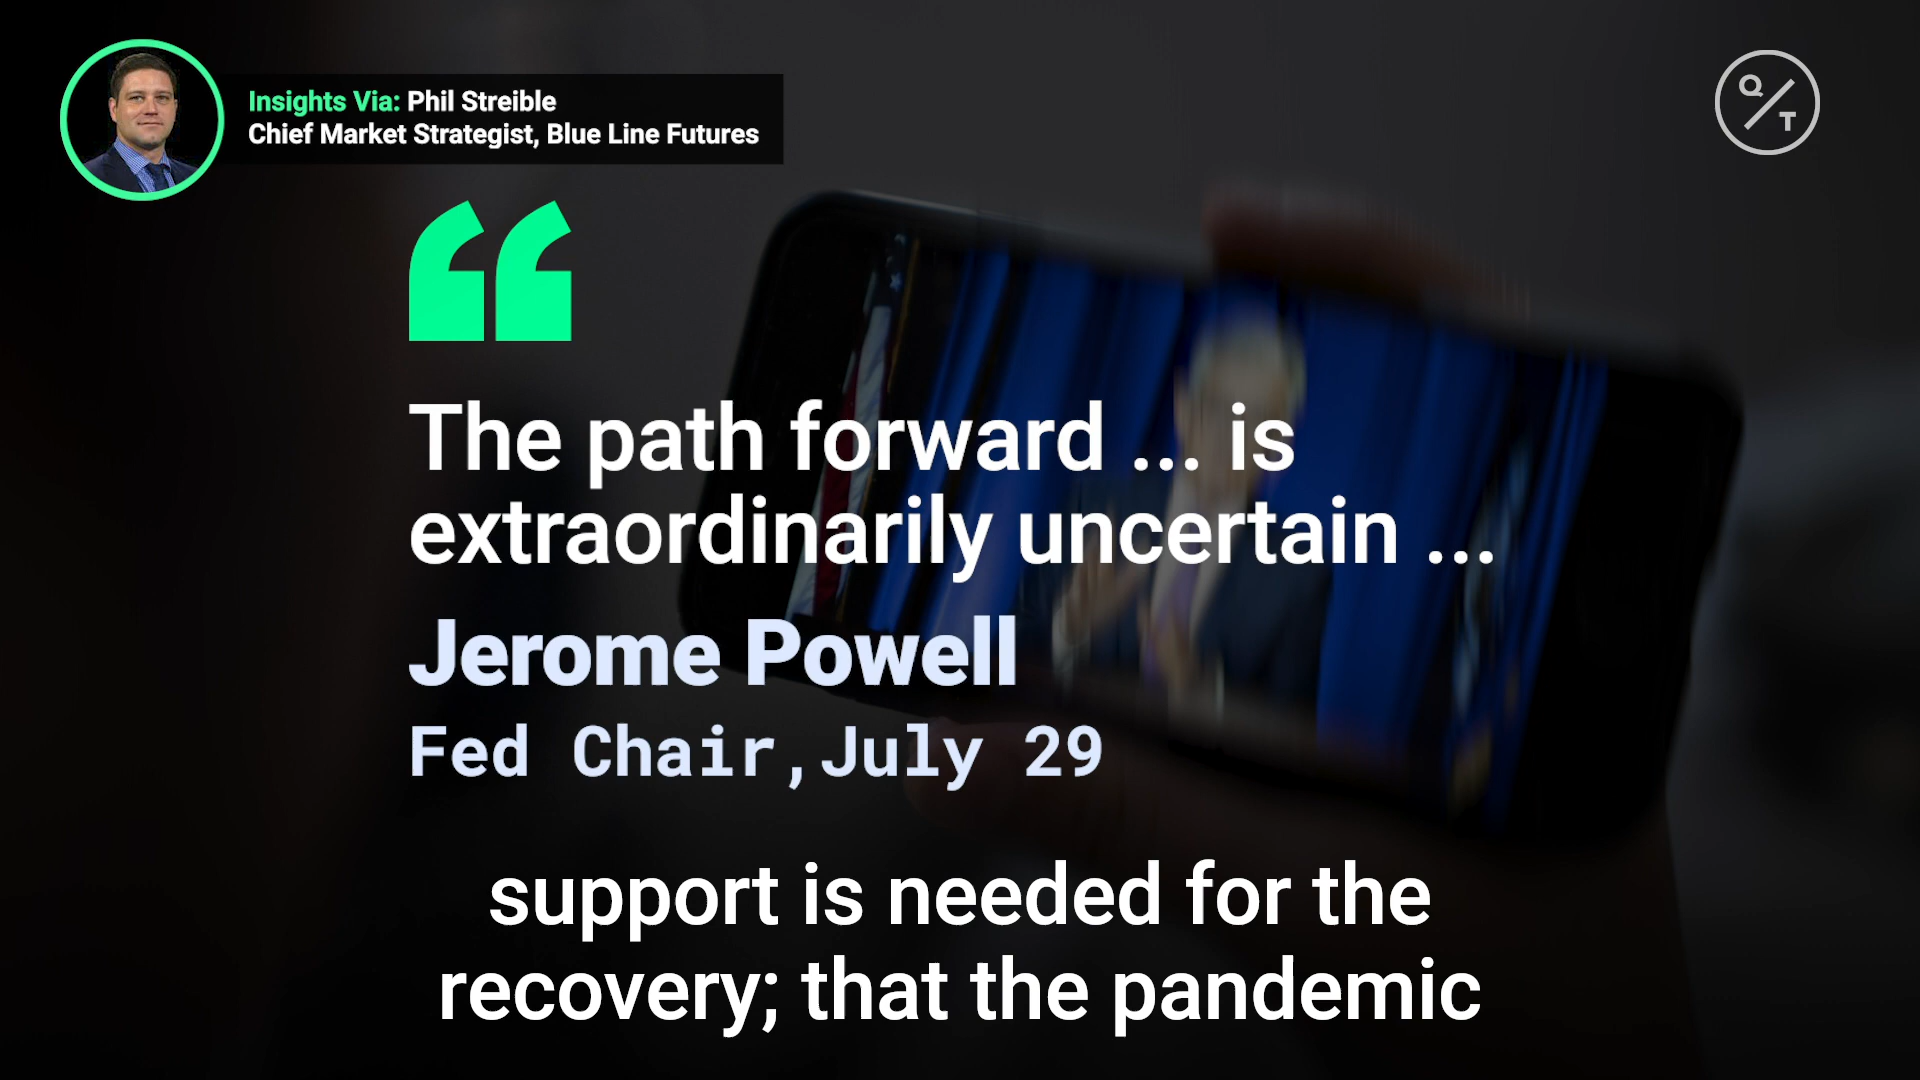 Insights Via: Phil Streible
Chief Market Strategist, Blue Line Futures
Q/T
“
The path forward ... is
extraordinarily uncertain ...
Jerome Powell
Fed Chair,July 29
support is needed for the
recovery; that the pandemic